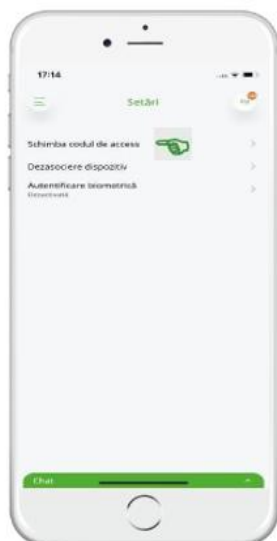 17:14
Setări
Schimba codul de access
Dezasociere dispozitiv
Autentificare biometrică
Dezactivată
Chat